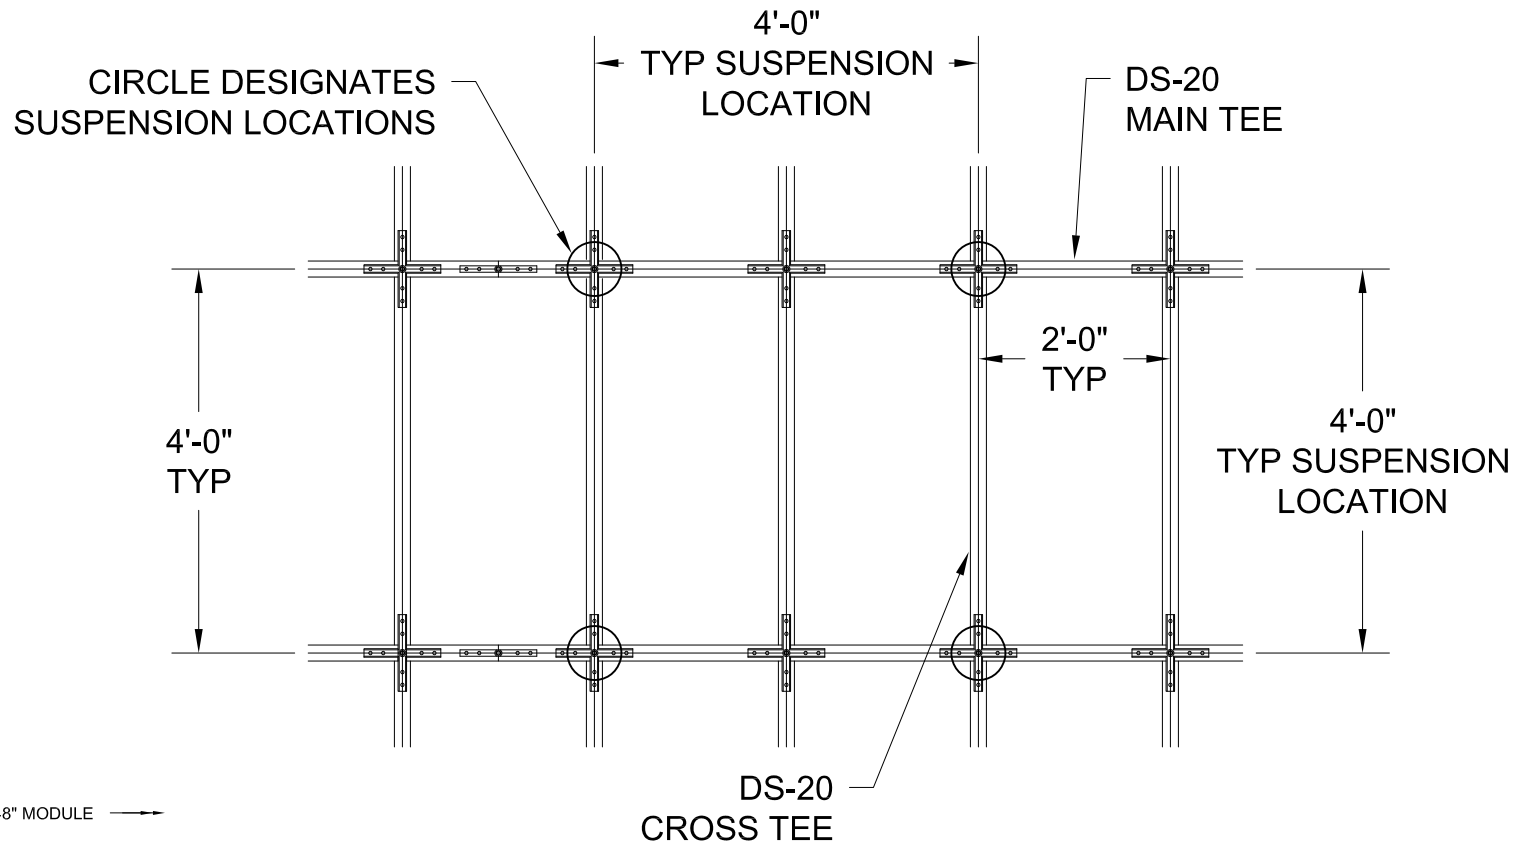 4'-0"
TYP SUSPENSION
LOCATION
CIRCLE DESIGNATES
SUSPENSION LOCATIONS
DS-20
MAIN TEE
2'-0"
TYP
4'-0"
TYP
4'-0"
TYP SUSPENSION
LOCATION
DS-20
CROSS TEE
8" MODULE